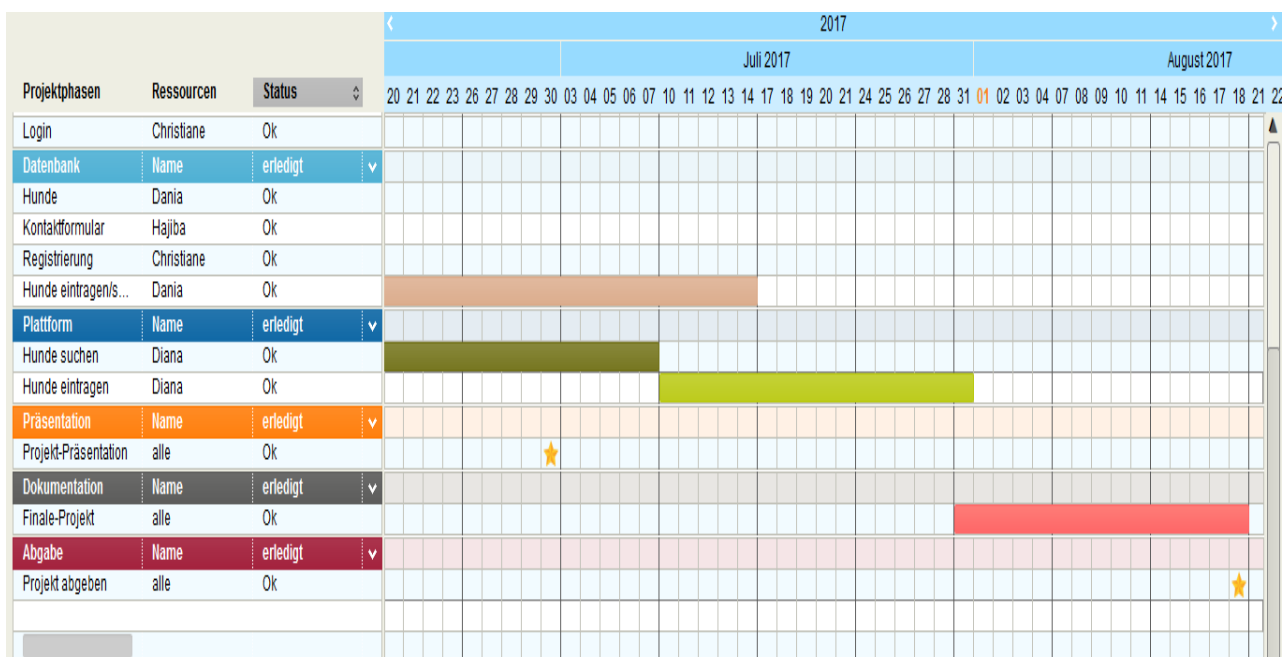 2017
Juli 2017 August 2017
Projektphasen Ressourcen Status 20 21 22 23 26 27 28 29 30 03 04 05 06 07 10 11 12 13 14 17 18 19 20 21 24 25 26 27 28 31 01 02 03 04 07 08 09 10 11 14 15 16 17 18 21 22
Login Christiane Ok
Datenbank Name erledigt
Hunde Dania Ok
Kontaktformular Hajiba Ok
Registrierung Christiane Ok
Hunde eintragen/s... Dania Ok
Plattform Name erledigt
Hunde suchen Diana Ok
Hunde eintragen Diana Ok
Präsentation Name erledigt
Projekt-Präsentation alle Ok
Dokumentation Name erledigt
Finale-Projekt alle Ok
Abgabe Name erledigt
Projekt abgeben alle Ok